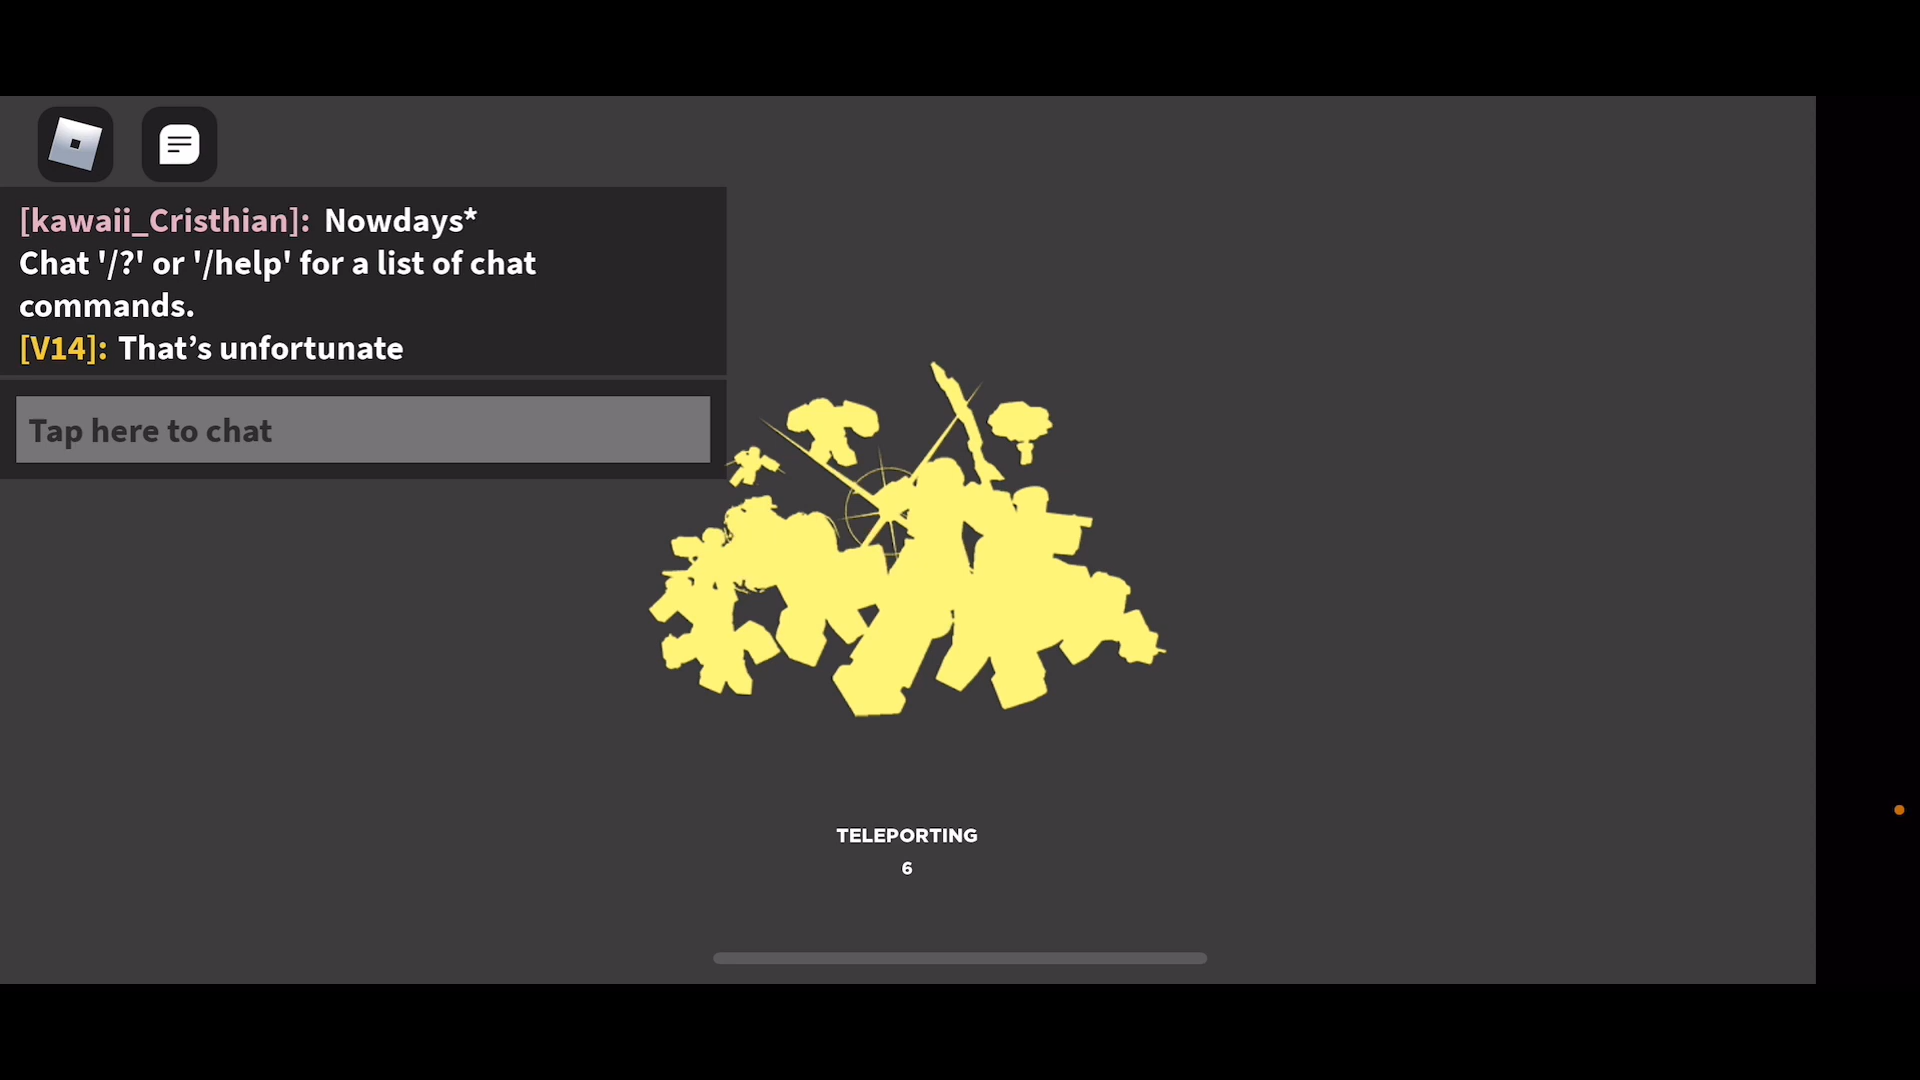 [kawaii_Cristhian]: Nowdays*
Chat '/?' or '/help' for a list of chat
commands.
[V14]: That’s unfortunate
Tap here to chat
TELEPORTING
6